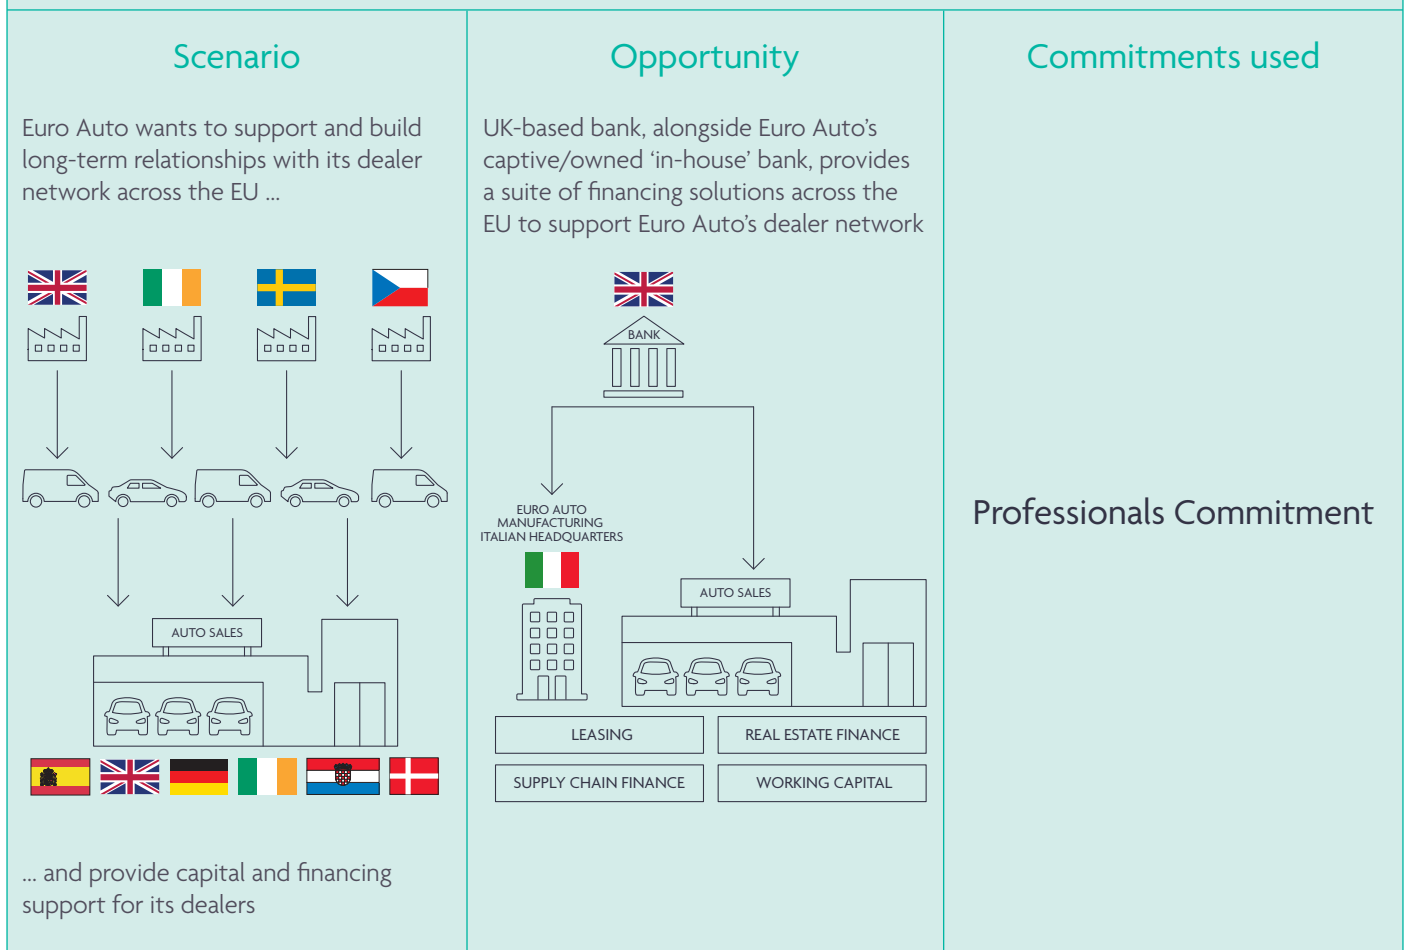 Scenario
Euro Auto wants to support and build
long-term relationships with its dealer
network across the EU ...
AUTO SALES
... and provide capital and financing
support for its dealers
Opportunity
UK-based bank, alongside Euro Auto’s
captive/owned ‘in-house’ bank, provides
a suite of financing solutions across the
EU to support Euro Auto’s dealer network
BANK
EURO AUTO
MANUFACTURING
ITALIAN HEADQUARTERS
AUTO SALES
LEASING
REAL ESTATE FINANCE
SUPPLY CHAIN FINANCE
WORKING CAPITAL
Commitments used
Professionals Commitment